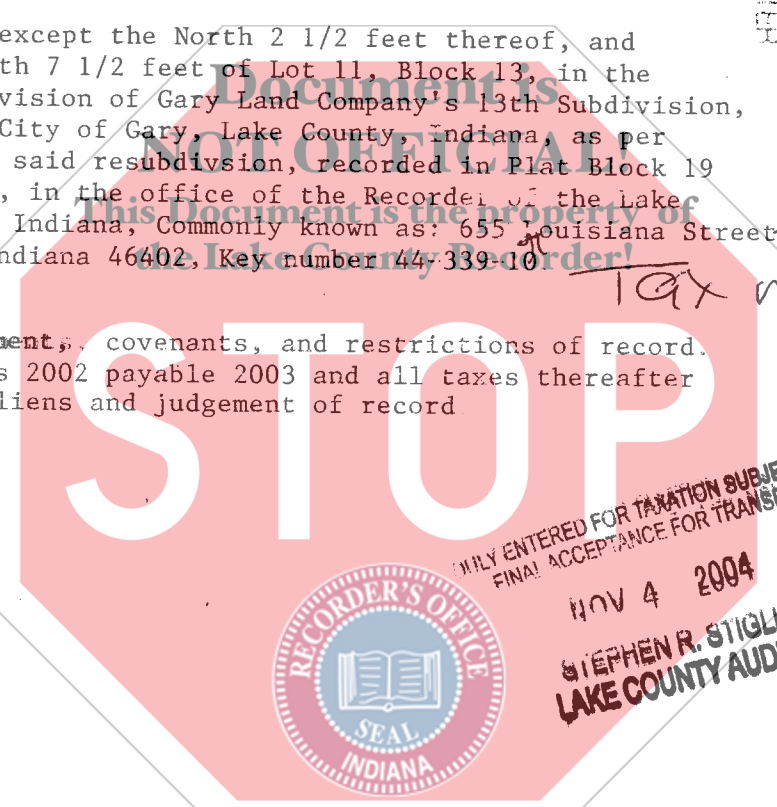 except the North 2 1/2 feet thereof, and
th 7 1/2 feet of Lot 11, Block 13, in the
vision of Gary Land Company's 13th Subdivision,
City of Gary, Lake County, Indiana, as per
said resubdivsion, recorded in Plat Block 19
, in the office of the Recorder of the Lake
Indiana, Commonly known as: 655 Louisiana Street
ndiana 46402, Key number 44-339-10.
Tax
ment, covenants, and restrictions of record.
s 2002 payable 2003 and all taxes thereafter
liens and judgement of record
Document is
NOT OFFICIAL!
This Document is the property of
the Lake County Recorder!
STOP
DULY ENTERED FOR TAXATION SUBJE
FINAL ACCEPTANCE FOR TRANS
NOV 4 2004
STEPHEN R. STIGLI
LAKE COUNTY AUD
RECORDER'S OFFICE
SEAL
INDIANA